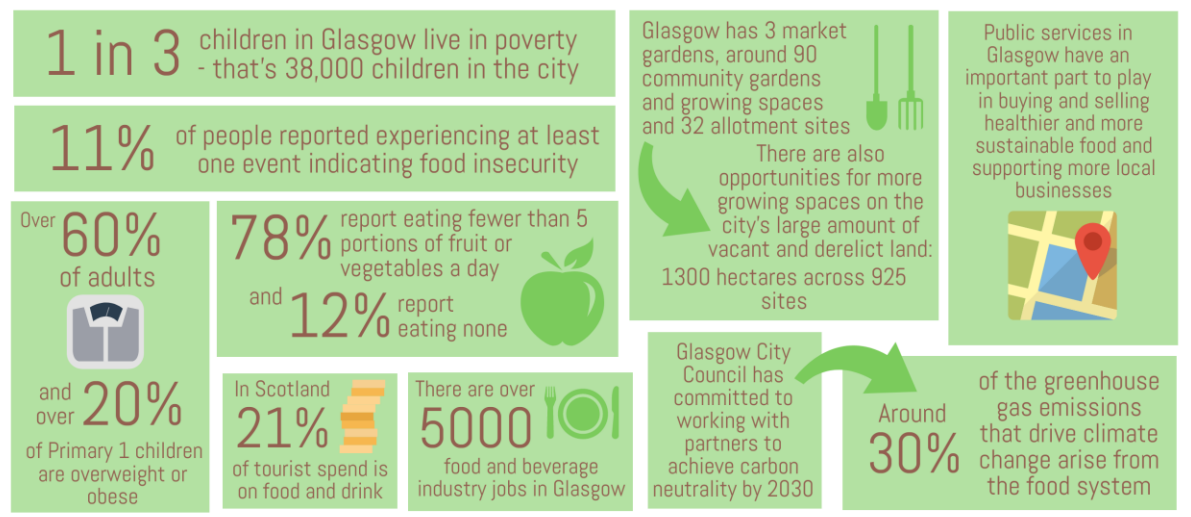 1 in 3
children in Glasgow live in poverty
- that's 38,000 children in the city
11%
of people reported experiencing at least
one event indicating food insecurity
Over
60%
of adults
and
over
20%
of Primary 1 children
are overweight or
obese
78%
report eating fewer than 5
portions of fruit or
vegetables a day
and
12%
report
eating none
In Scotland
21%
of tourist spend is
on food and drink
There are over
5000
food and beverage
industry jobs in Glasgow
Glasgow has 3 market
gardens, around 90
community gardens
and growing spaces
and 32 allotment sites
There are also
opportunities for more
growing spaces on the
city's large amount of
vacant and derelict land:
1300 hectares across 925
sites
Public services in
Glasgow have an
important part to play
in buying and selling
healthier and more
sustainable food and
supporting more local
businesses
Glasgow City
Council has
committed to
working with
partners to
achieve carbon
neutrality by 2030
Around
30%
of the greenhouse
gas emissions
that drive climate
change arise from
the food system